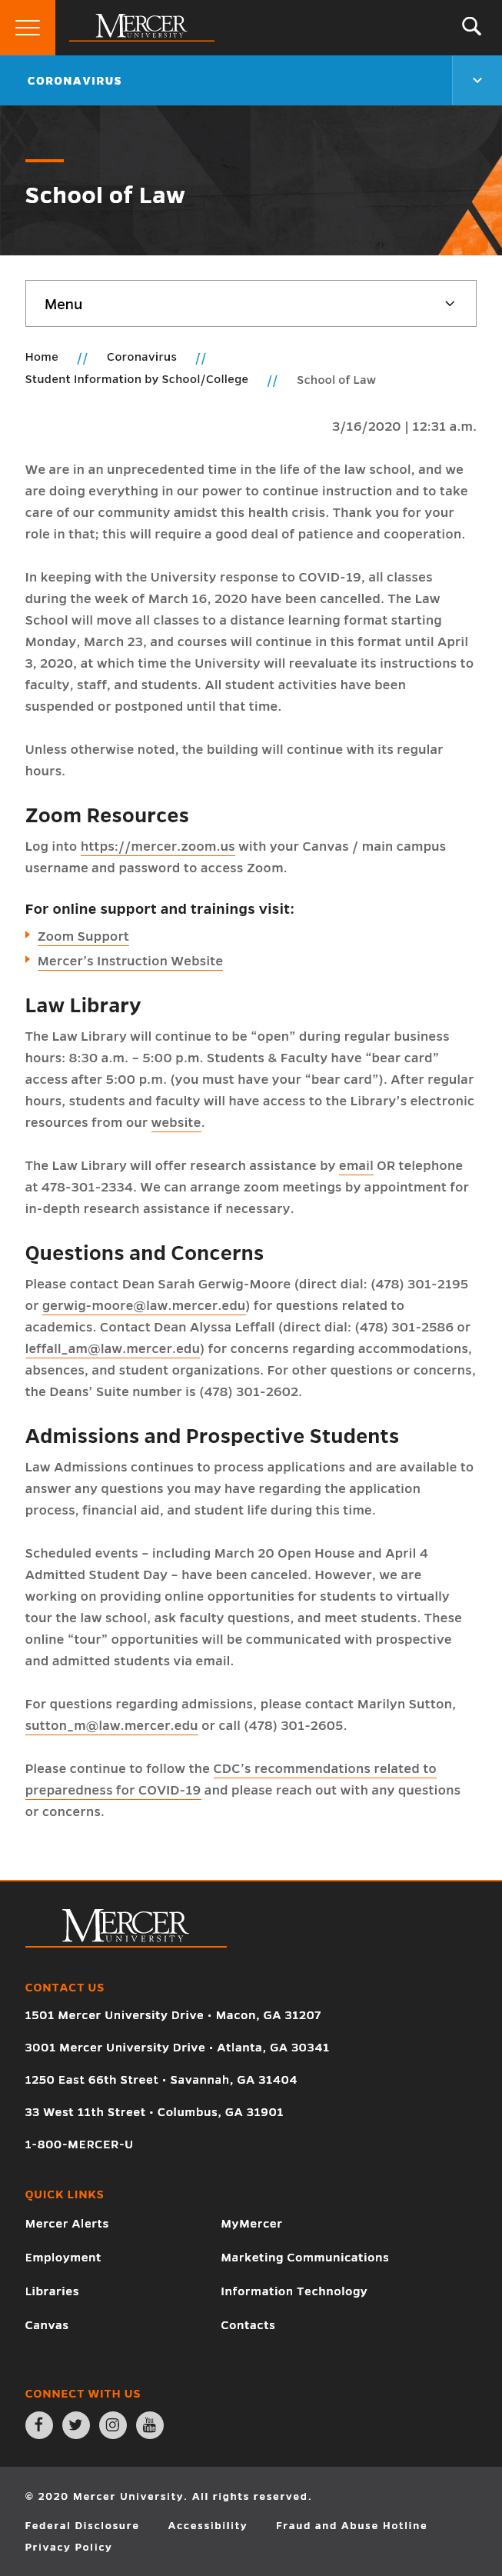 MERCER
UNIVERSITY
CORONAVIRUS
School of Law
Menu
Home // Coronavirus //
Student Information by School/College // School of Law
3/16/2020 | 12:31 a.m.
We are in an unprecedented time in the life of the law school, and we
are doing everything in our power to continue instruction and to take
care of our community amidst this health crisis. Thank you for your
role in that; this will require a good deal of patience and cooperation.
In keeping with the University response to COVID-19, all classes
during the week of March 16, 2020 have been cancelled. The Law
School will move all classes to a distance learning format starting
Monday, March 23, and courses will continue in this format until April
3, 2020, at which time the University will reevaluate its instructions to
faculty, staff, and students. All student activities have been
suspended or postponed until that time.
Unless otherwise noted, the building will continue with its regular
hours.
Zoom Resources
Log into https://mercer.zoom.us with your Canvas / main campus
username and password to access Zoom.
For online support and trainings visit:
Zoom Support
Mercer’s Instruction Website
Law Library
The Law Library will continue to be “open” during regular business
hours: 8:30 a.m. – 5:00 p.m. Students & Faculty have “bear card”
access after 5:00 p.m. (you must have your “bear card”). After regular
hours, students and faculty will have access to the Library’s electronic
resources from our website.
The Law Library will offer research assistance by email OR telephone
at 478-301-2334. We can arrange zoom meetings by appointment for
in-depth research assistance if necessary.
Questions and Concerns
Please contact Dean Sarah Gerwig-Moore (direct dial: (478) 301-2195
or gerwig-moore@law.mercer.edu) for questions related to
academics. Contact Dean Alyssa Leffall (direct dial: (478) 301-2586 or
leffall_am@law.mercer.edu) for concerns regarding accommodations,
absences, and student organizations. For other questions or concerns,
the Deans’ Suite number is (478) 301-2602.
Admissions and Prospective Students
Law Admissions continues to process applications and are available to
answer any questions you may have regarding the application
process, financial aid, and student life during this time.
Scheduled events – including March 20 Open House and April 4
Admitted Student Day – have been canceled. However, we are
working on providing online opportunities for students to virtually
tour the law school, ask faculty questions, and meet students. These
online “tour” opportunities will be communicated with prospective
and admitted students via email.
For questions regarding admissions, please contact Marilyn Sutton,
sutton_m@law.mercer.edu or call (478) 301-2605.
Please continue to follow the CDC’s recommendations related to
preparedness for COVID-19 and please reach out with any questions
or concerns.
MERCER
UNIVERSITY
CONTACT US
1501 Mercer University Drive • Macon, GA 31207
3001 Mercer University Drive • Atlanta, GA 30341
1250 East 66th Street • Savannah, GA 31404
33 West 11th Street • Columbus, GA 31901
1-800-MERCER-U
QUICK LINKS
Mercer Alerts MyMercer
Employment Marketing Communications
Libraries Information Technology
Canvas Contacts
CONNECT WITH US
You Tube
© 2020 Mercer University. All rights reserved.
Federal Disclosure Accessibility Fraud and Abuse Hotline
Privacy Policy